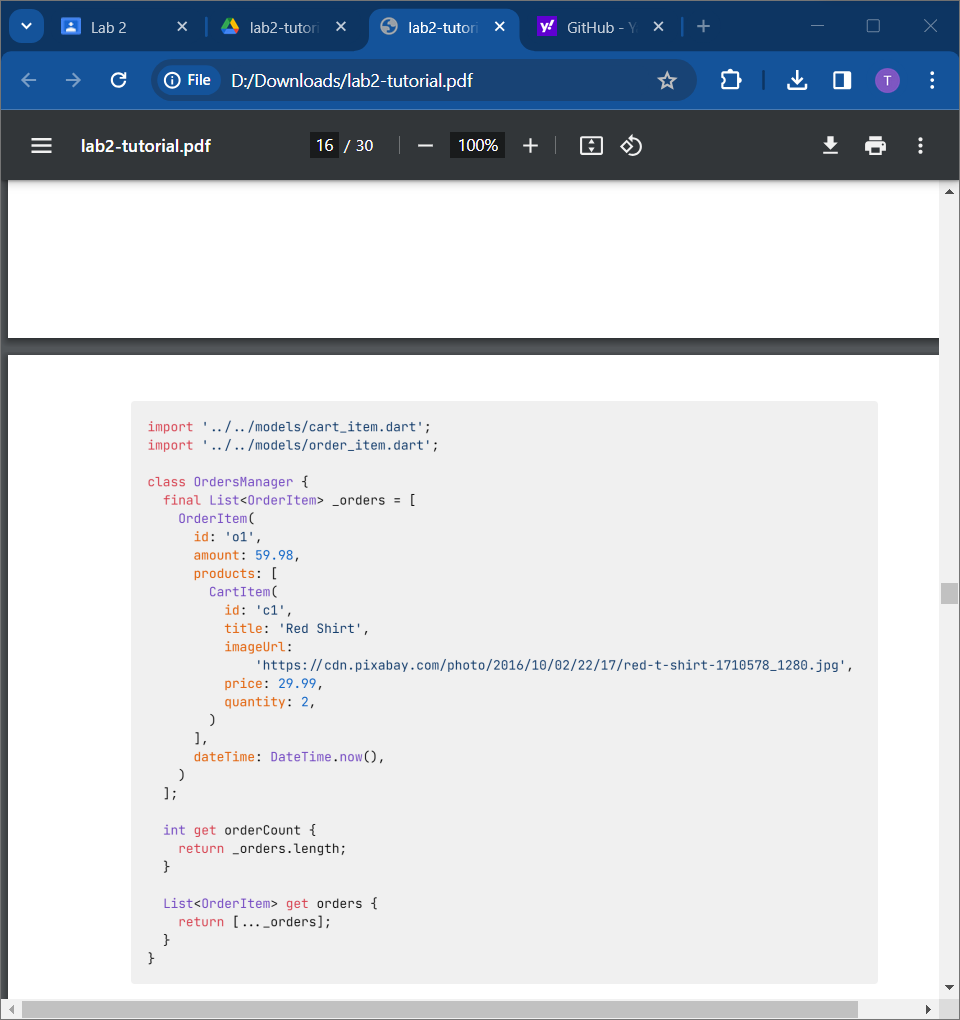 Lab 2
lab2-tutori
lab2-tutori
GitHub - Y
File
D:/Downloads/lab2-tutorial.pdf
T
lab2-tutorial.pdf
16 / 30
100%
import '../../models/cart_item.dart';
import '../../models/order_item.dart';
class OrdersManager {
final List<OrderItem> _orders = [
OrderItem(
id: 'o1',
amount: 59.98,
products: [
CartItem(
id: 'c1',
title: 'Red Shirt',
imageUrl:
'https://cdn.pixabay.com/photo/2016/10/02/22/17/red-t-shirt-1710578_1280.jpg',
price: 29.99,
quantity: 2,
)
],
dateTime: DateTime.now(),
)
];
int get orderCount {
return _orders.length;
}
List<OrderItem> get orders {
return [..._orders];
}
}